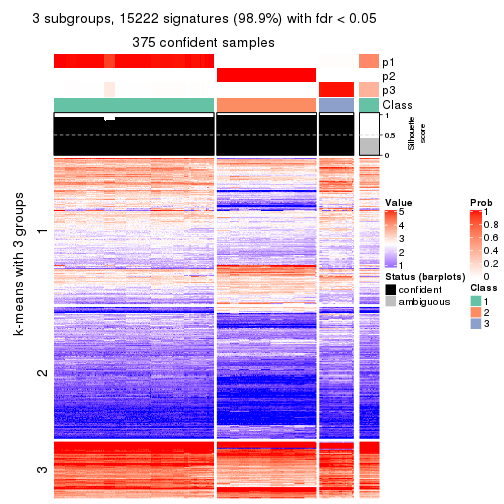 3 subgroups, 15222 signatures (98.9%) with fdr < 0.05
375 confident samples
p1
p2
p3
Class
1
0.5
0
Silhouette
score
k-means with 3 groups
1
2
3
Value
5
4
3
2
1
Status (barplots)
confident
ambiguous
Prob
1
0.8
0.6
0.4
0.2
0
Class
1
2
3